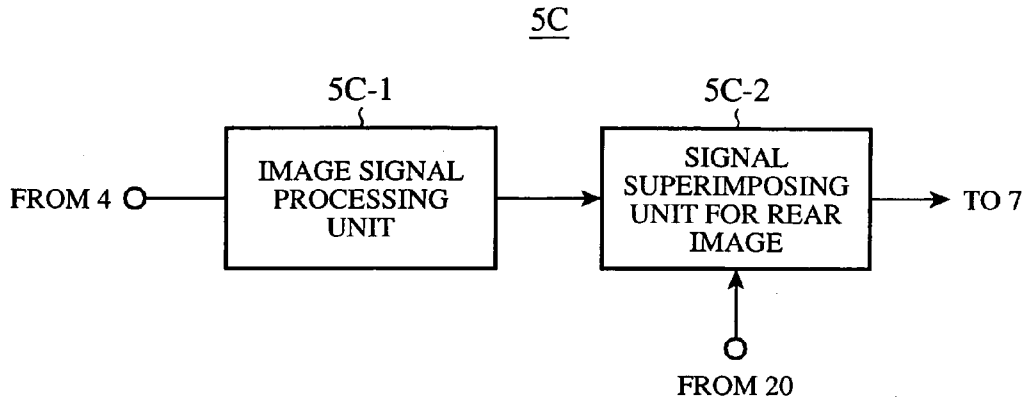 5C
5C-1
5C-2
FROM 4
IMAGE SIGNAL
PROCESSING
UNIT
SIGNAL
SUPERIMPOSING
UNIT FOR REAR
IMAGE
TO 7
FROM 20